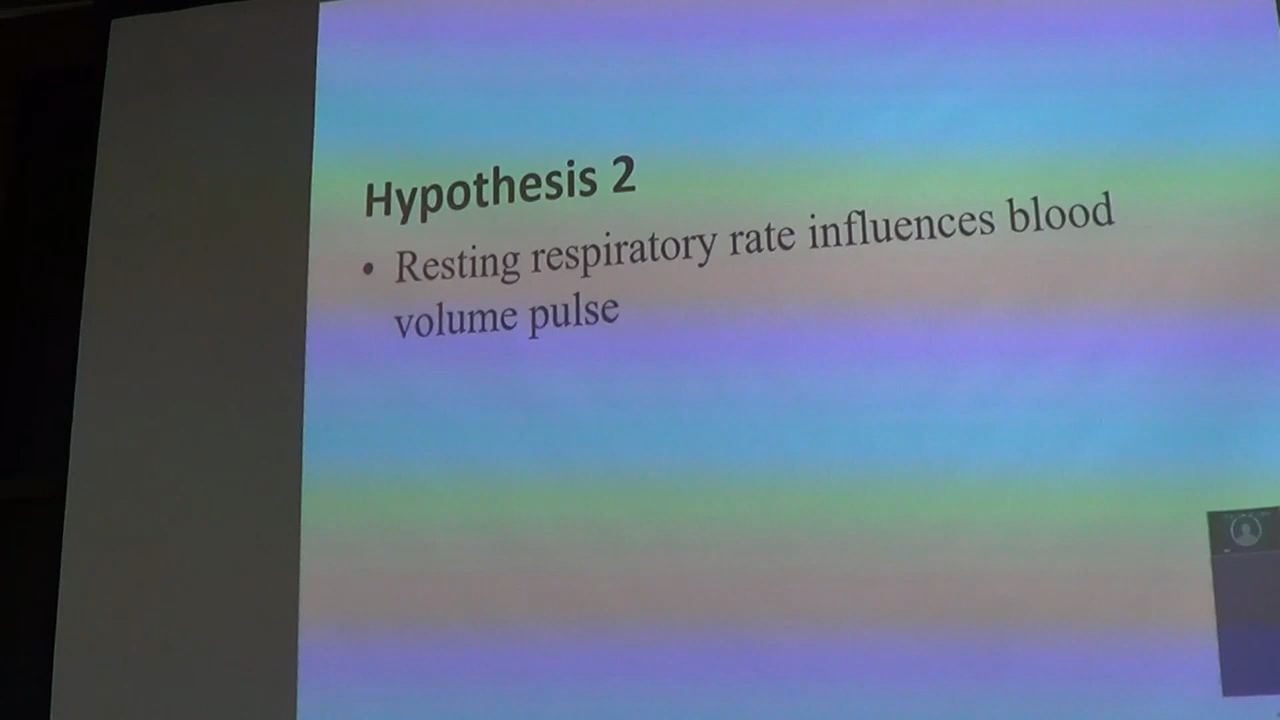 Hypothesis 2
• Resting respiratory rate influences blood
volume pulse